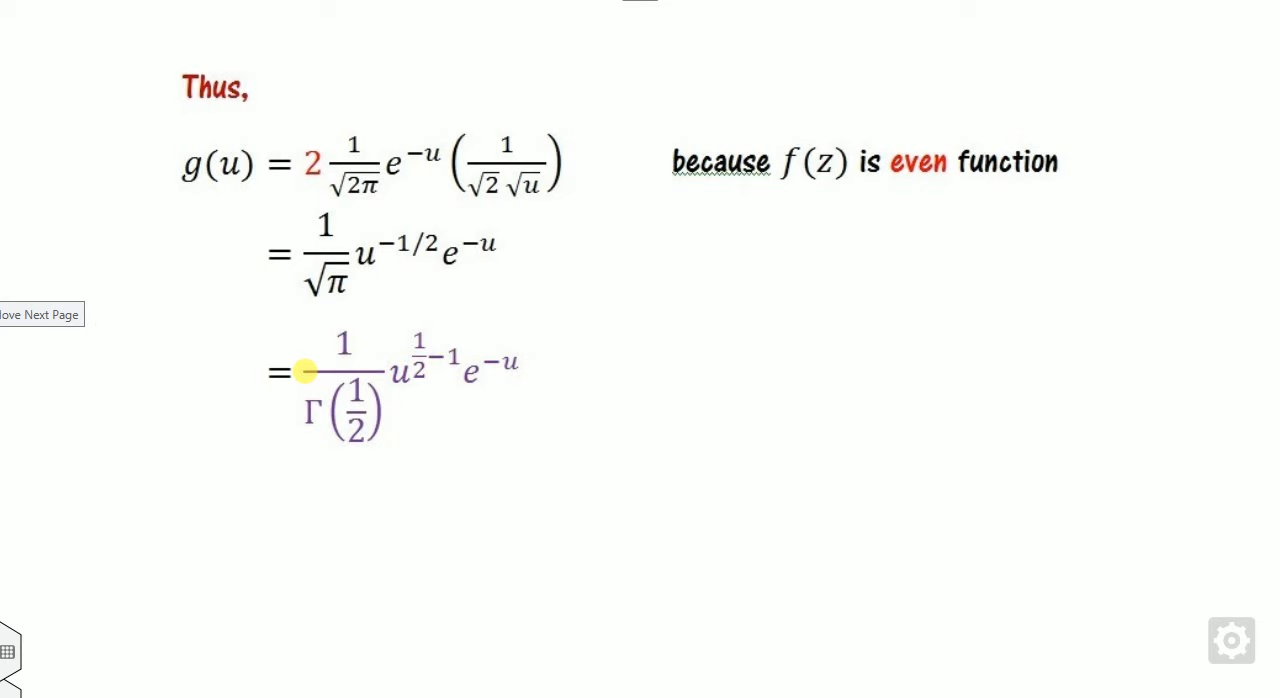 Thus,
g(u) = 2 1/√2π e^−u (1/√2 √u) because f(z) is even function
= 1/√π u^−1/2 e^−u
ove Next Page
= 1/Γ(1/2) u^1/2−1 e^−u